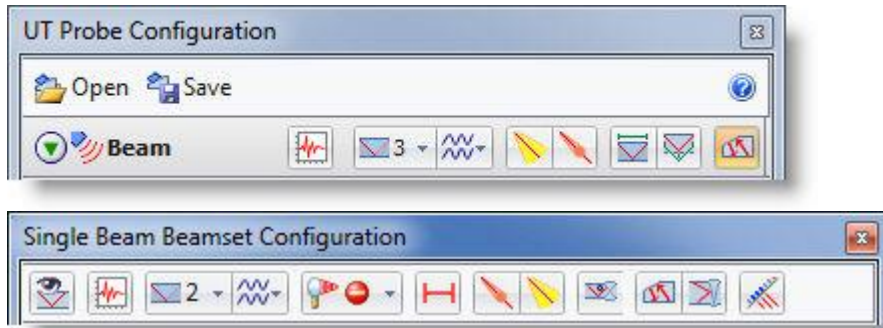 UT Probe Configuration
Open Save
Beam 3
Single Beam Beamset Configuration
2